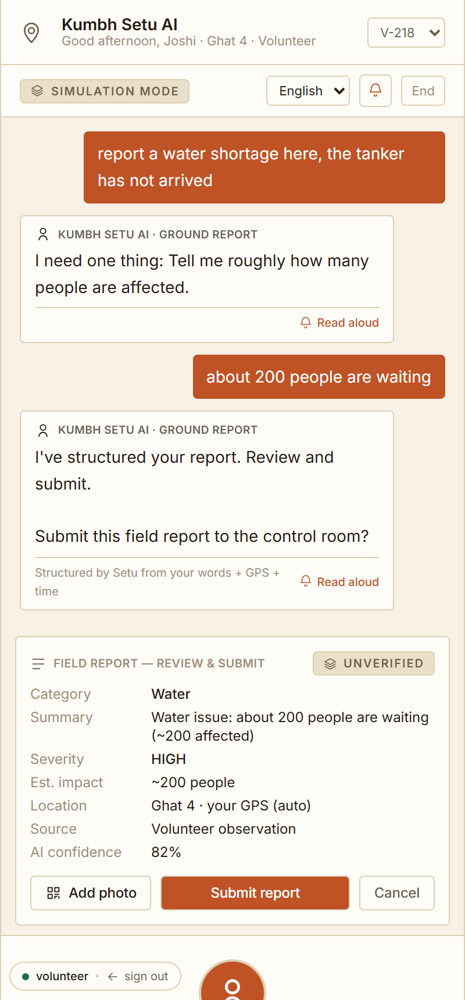 Kumbh Setu AI
Good afternoon, Joshi · Ghat 4 · Volunteer
V-218
SIMULATION MODE
English
End
report a water shortage here, the tanker
has not arrived
KUMBH SETU AI · GROUND REPORT
I need one thing: Tell me roughly how many
people are affected.
Read aloud
about 200 people are waiting
KUMBH SETU AI · GROUND REPORT
I've structured your report. Review and
submit.
Submit this field report to the control room?
Structured by Setu from your words + GPS +
time
Read aloud
FIELD REPORT — REVIEW & SUBMIT
UNVERIFIED
Category Water
Summary Water issue: about 200 people are waiting
(~200 affected)
Severity HIGH
Est. impact ~200 people
Location Ghat 4 · your GPS (auto)
Source Volunteer observation
AI confidence 82%
Add photo
Submit report
Cancel
volunteer · ← sign out